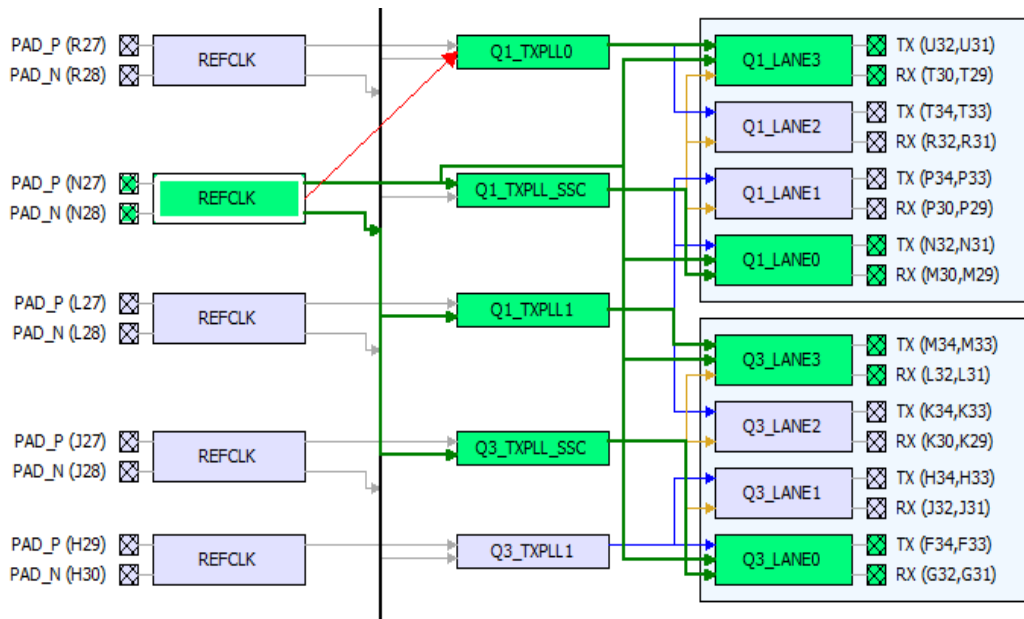 PAD_P (R27)
PAD_N (R28)
REFCLK
Q1_TXPLL0
Q1_LANE3
TX (U32,U31)
RX (T30,T29)
Q1_LANE2
TX (T34,T33)
RX (R32,R31)
PAD_P (N27)
PAD_N (N28)
REFCLK
Q1_TXPLL_SSC
Q1_LANE1
TX (P34,P33)
RX (P30,P29)
Q1_LANE0
TX (N32,N31)
RX (M30,M29)
PAD_P (L27)
PAD_N (L28)
REFCLK
Q1_TXPLL1
Q3_LANE3
TX (M34,M33)
RX (L32,L31)
Q3_LANE2
TX (K34,K33)
RX (K30,K29)
PAD_P (J27)
PAD_N (J28)
REFCLK
Q3_TXPLL_SSC
Q3_LANE1
TX (H34,H33)
RX (J32,J31)
PAD_P (H29)
PAD_N (H30)
REFCLK
Q3_TXPLL1
Q3_LANE0
TX (F34,F33)
RX (G32,G31)